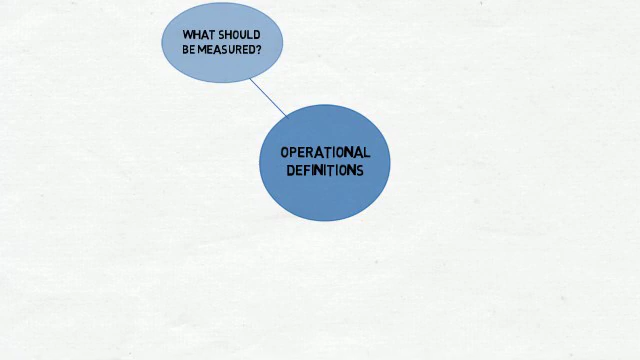 WHAT SHOULD
BE MEASURED?
OPERATIONAL
DEFINITIONS